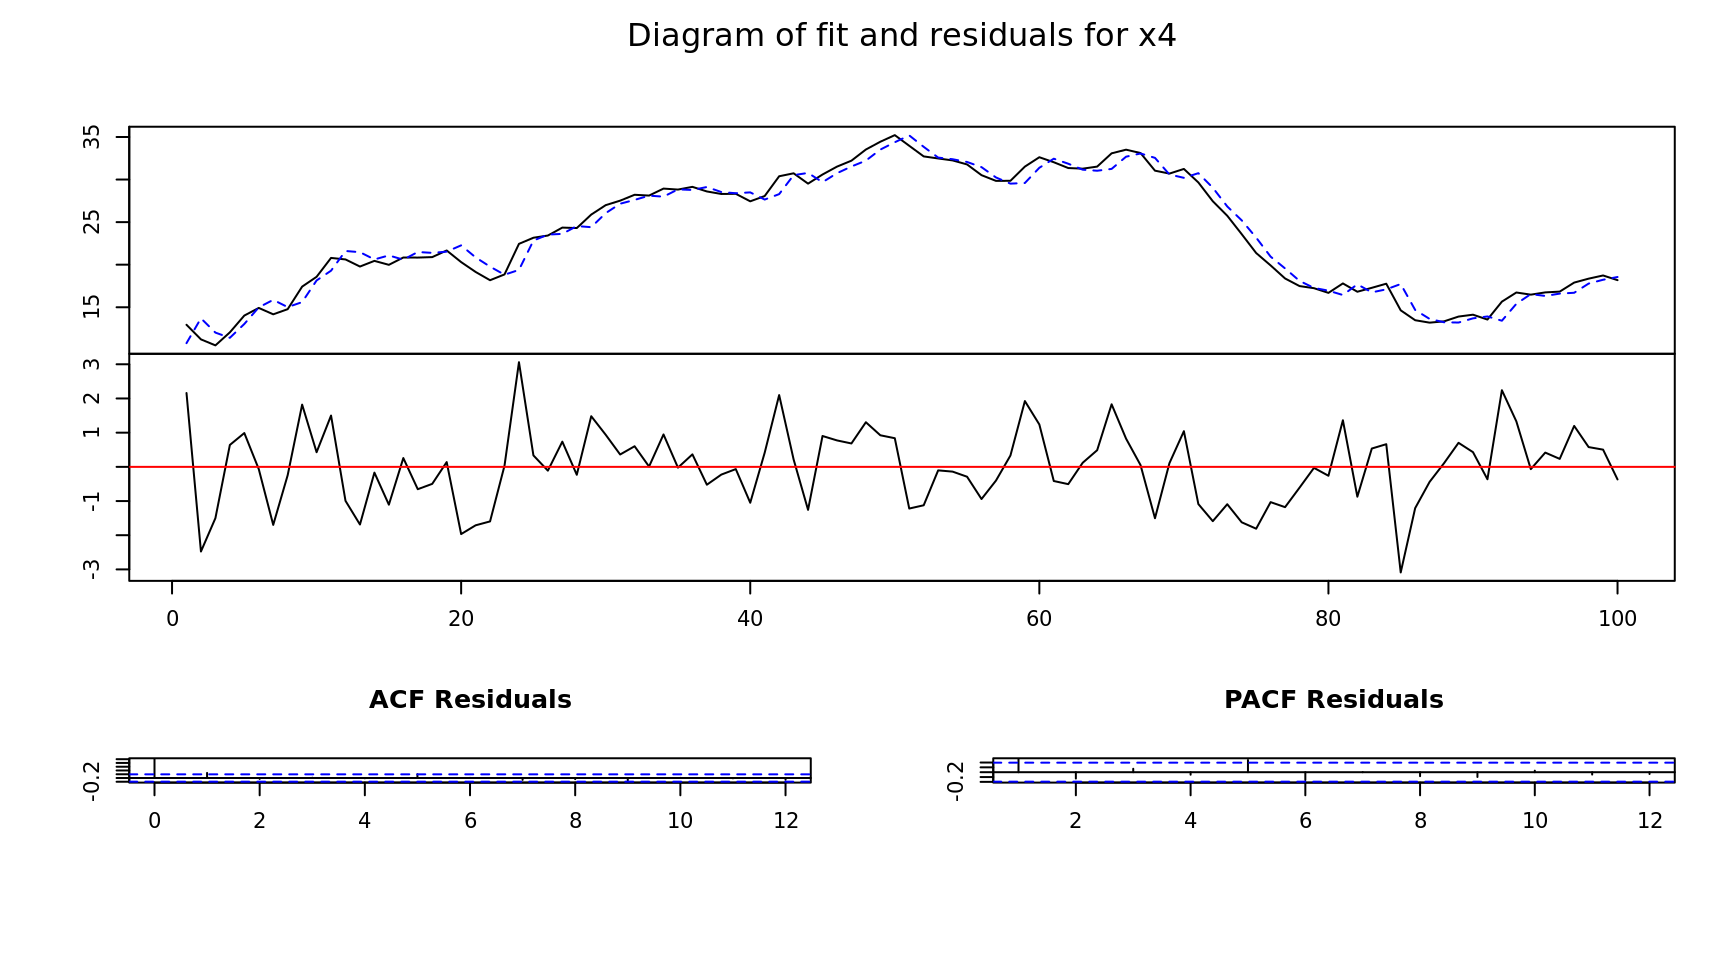 Diagram of fit and residuals for x4
35
25
15
3
2
1
-1
-3
0 20 40 60 80 100
ACF Residuals PACF Residuals
-0.2 -0.2
0 2 4 6 8 10 12 2 4 6 8 10 12